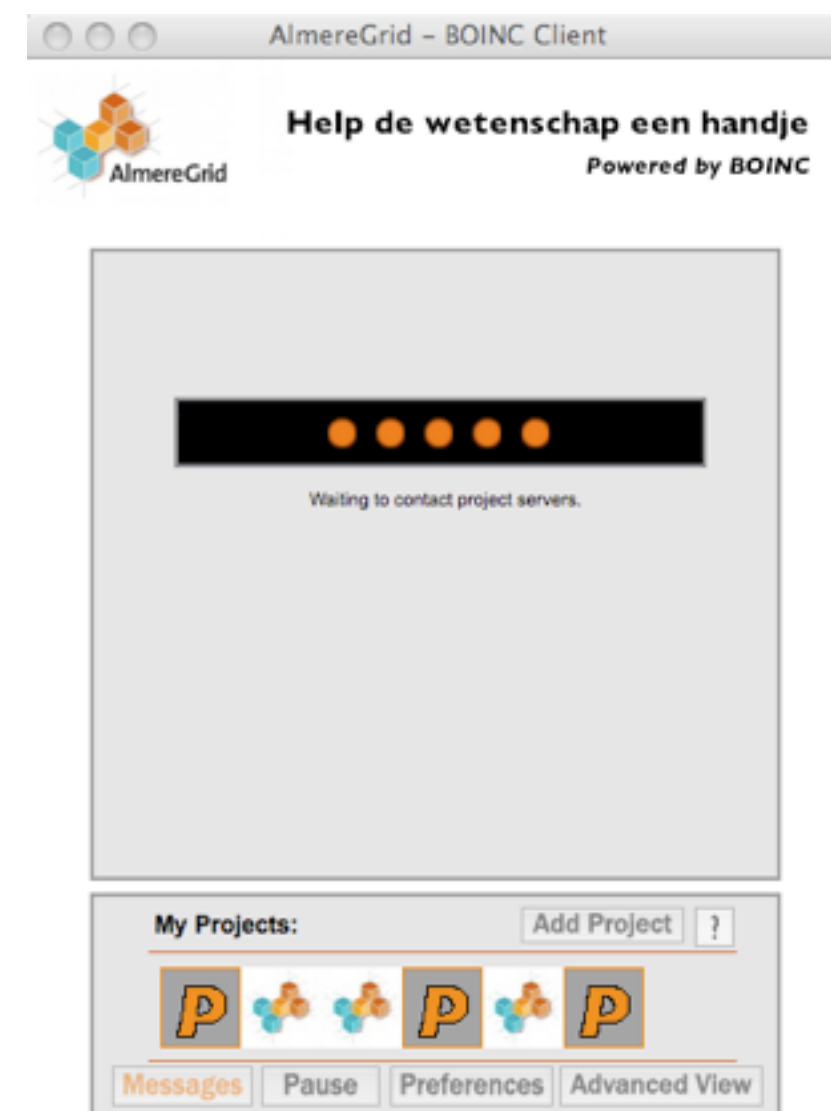 AlmereGrid – BOINC Client
Help de wetenschap een handje
Powered by BOINC
AlmereGrid
Waiting to contact project servers.
My Projects:
Add Project
?
P P P
Messages
Pause
Preferences
Advanced View